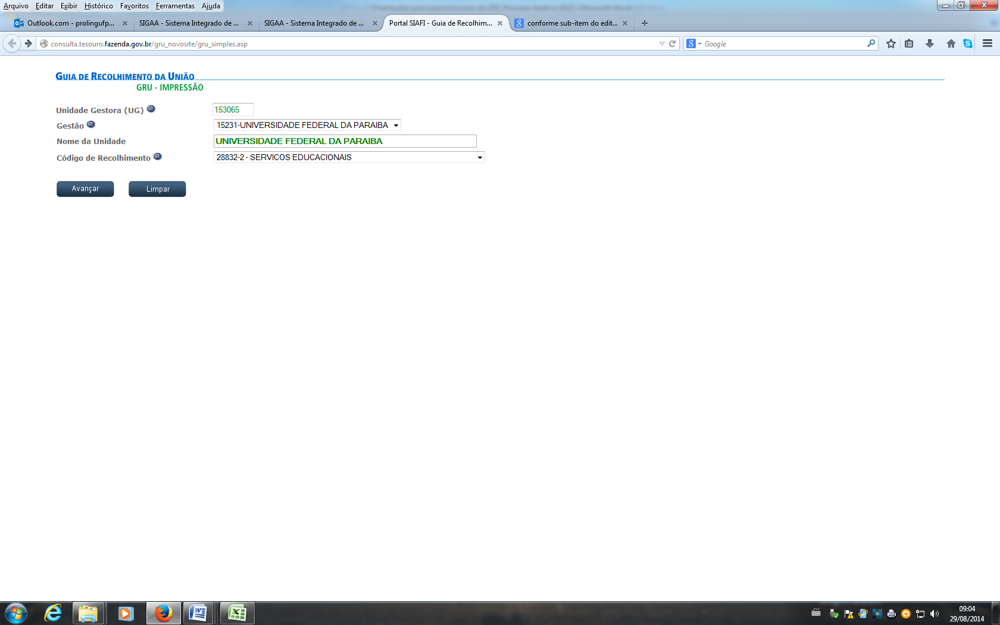 Arquivo Editar Exibir Histórico Favoritos Ferramentas Ajuda
Outlook.com - prolingufp... SIGAA - Sistema Integrado de ... SIGAA - Sistema Integrado de ... Portal SIAFI - Guia de Recolhim... conforme sub-item do edit...
consulta.tesouro.fazenda.gov.br/gru_novosite/gru_simples.asp Google
GUIA DE RECOLHIMENTO DA UNIÃO
GRU - IMPRESSÃO
Unidade Gestora (UG) 153065
Gestão 15231-UNIVERSIDADE FEDERAL DA PARAIBA
Nome da Unidade UNIVERSIDADE FEDERAL DA PARAIBA
Código de Recolhimento 28832-2 - SERVICOS EDUCACIONAIS
Avançar Limpar
09:04
29/08/2014